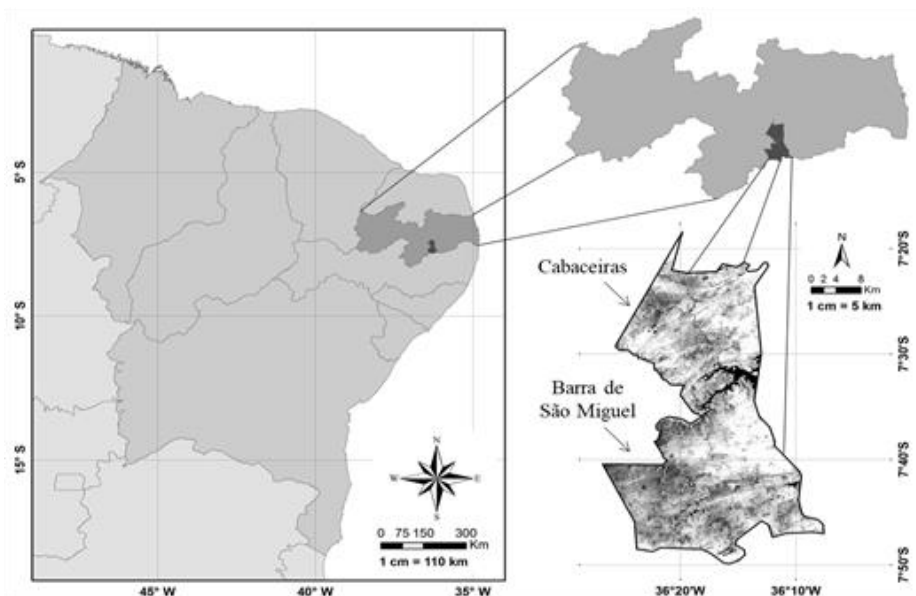 5°S
10°S
15°S
45° W
40° W
35° W
N
W
E
S
0 75 150 300
Km
1 cm = 110 km
Cabaceiras
Barra de
São Miguel
N
0 2 4 8
Km
1 cm = 5 km
7°20'S
7°30'S
7°40'S
7°50'S
36°20'W
36°10'W